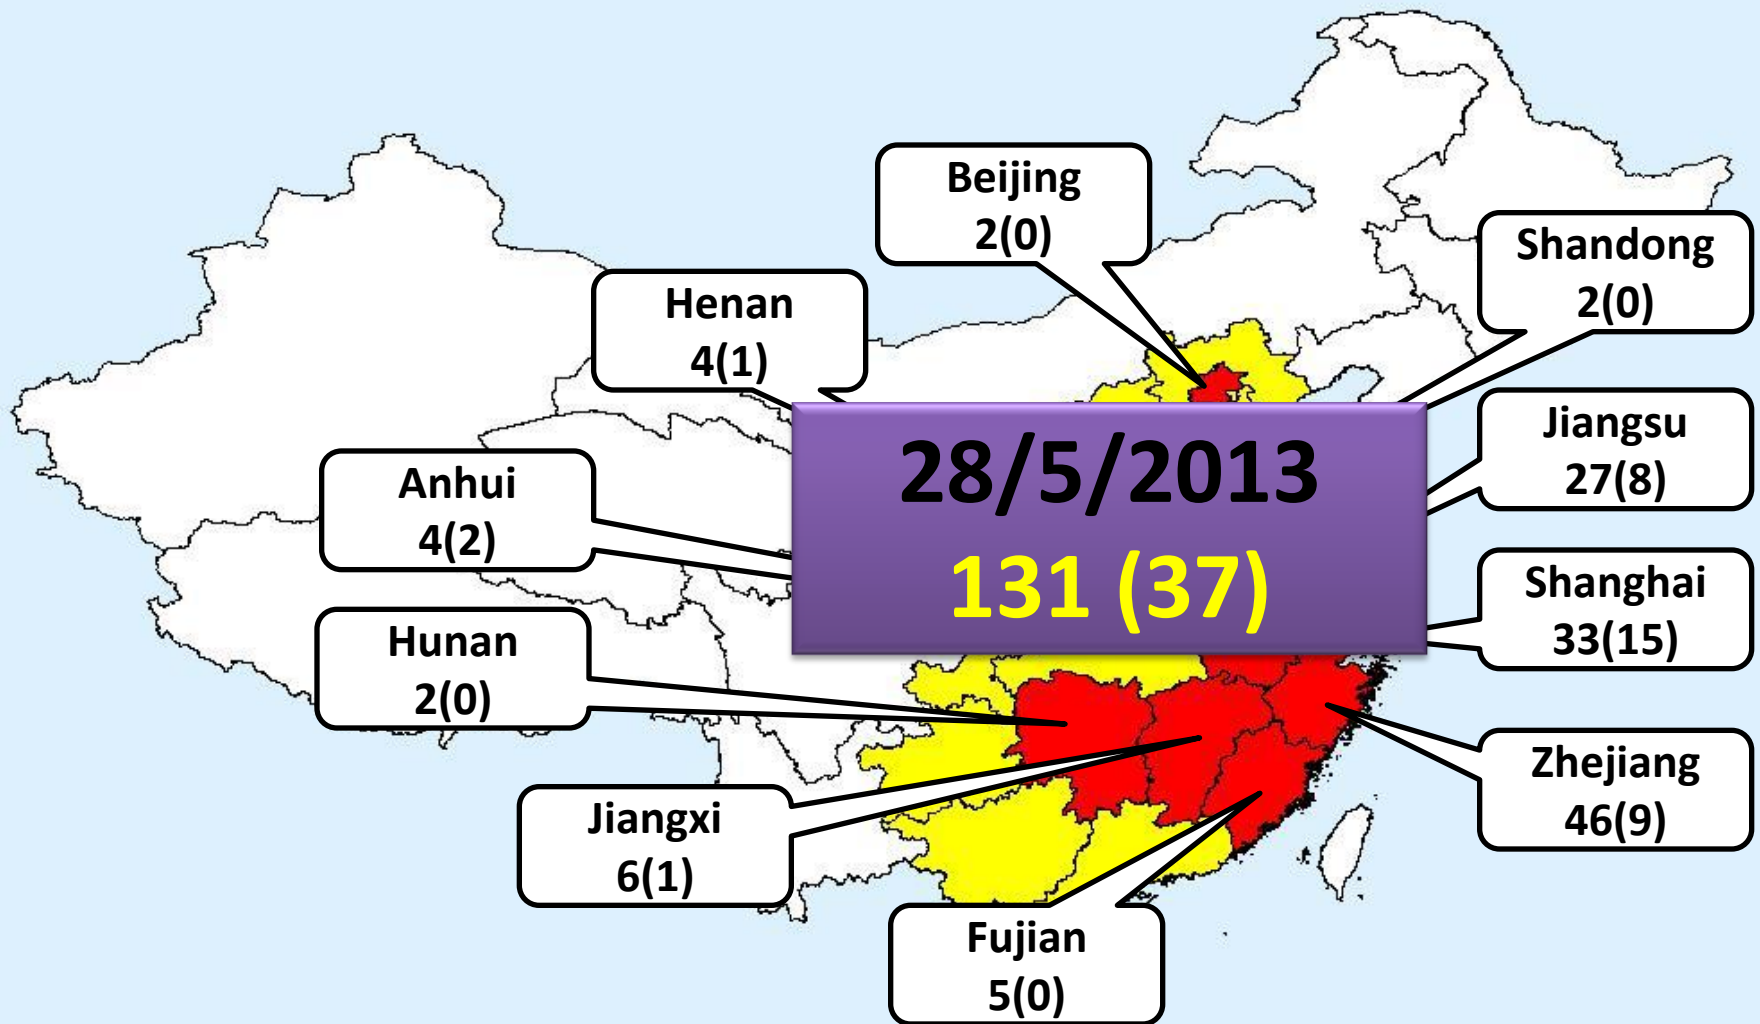 Beijing
2(0)
Shandong
2(0)
Henan
4(1)
Jiangsu
27(8)
28/5/2013
131 (37)
Anhui
4(2)
Shanghai
33(15)
Hunan
2(0)
Zhejiang
46(9)
Jiangxi
6(1)
Fujian
5(0)